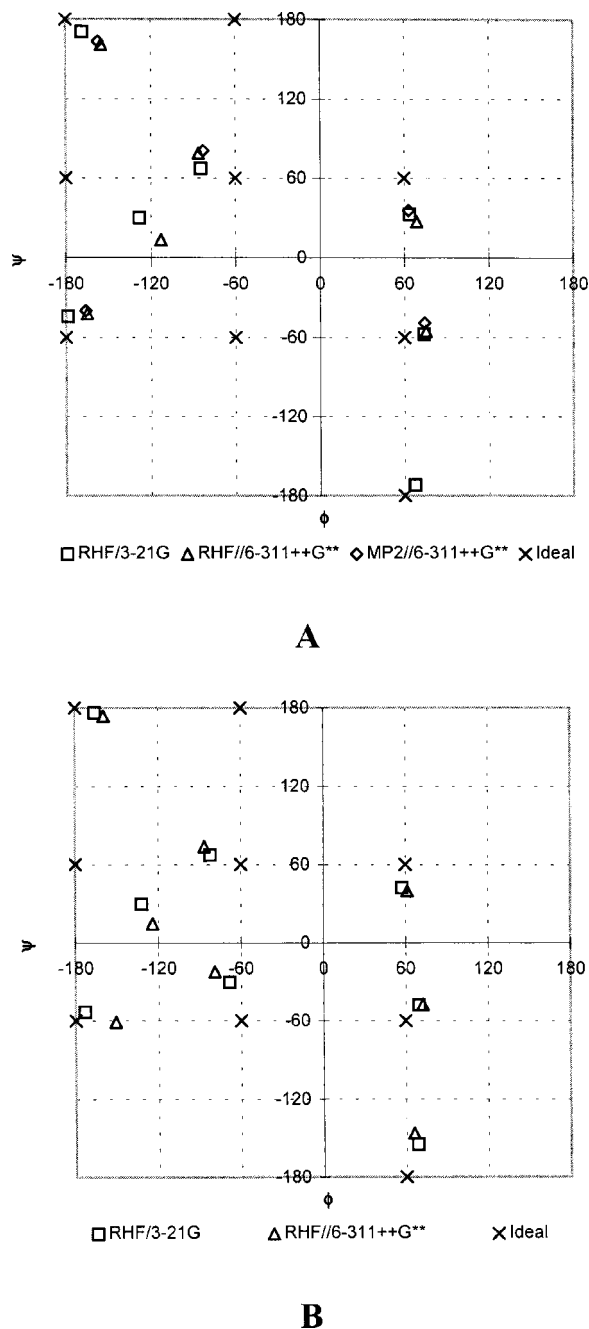 180
120
60
0
-60
-120
-180
ψ
-180 -120 -60 0 60 120 180
ϕ
RHF/3-21G RHF//6-311++G** MP2//6-311++G** Ideal
A
180
120
60
0
-60
-120
-180
ψ
-180 -120 -60 0 60 120 180
ϕ
RHF/3-21G RHF//6-311++G** Ideal
B